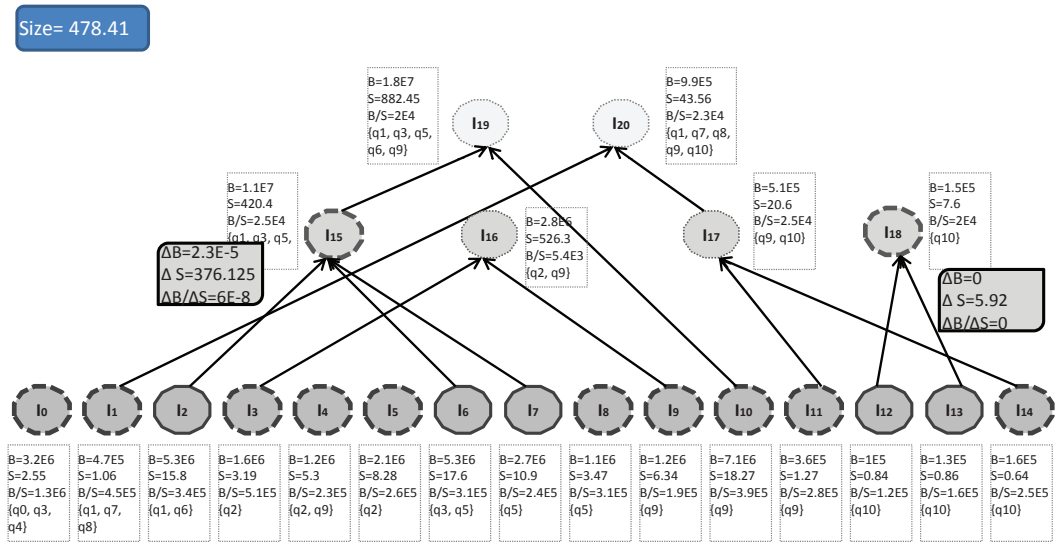 Size= 478.41
B=1.8E7
S=882.45
B/S=2E4
{q1, q3, q5,
q6, q9}
I19
I20
B=9.9E5
S=43.56
B/S=2.3E4
{q1, q7, q8,
q9, q10}
B=1.1E7
S=420.4
B/S=2.5E4
{q1, q3, q5,
I15
I16
B=2.8E6
S=526.3
B/S=5.4E3
{q2, q9}
I17
B=5.1E5
S=20.6
B/S=2.5E4
{q9, q10}
I18
B=1.5E5
S=7.6
B/S=2E4
{q10}
ΔB=2.3E-5
Δ S=376.125
ΔB/ΔS=6E-8
ΔB=0
Δ S=5.92
ΔB/ΔS=0
I0
I1
I2
I3
I4
I5
I6
I7
I8
I9
I10
I11
I12
I13
I14
B=3.2E6
S=2.55
B/S=1.3E6
{q0, q3,
q4}
B=4.7E5
S=1.06
B/S=4.5E5
{q1, q7,
q8}
B=5.3E6
S=15.8
B/S=3.4E5
{q1, q6}
B=1.6E6
S=3.19
B/S=5.1E5
{q2}
B=1.2E6
S=5.3
B/S=2.3E5
{q2, q9}
B=2.1E6
S=8.28
B/S=2.6E5
{q2}
B=5.3E6
S=17.6
B/S=3.1E5
{q3, q5}
B=2.7E6
S=10.9
B/S=2.4E5
{q5}
B=1.1E6
S=3.47
B/S=3.1E5
{q5}
B=1.2E6
S=6.34
B/S=1.9E5
{q9}
B=7.1E6
S=18.27
B/S=3.9E5
{q9}
B=3.6E5
S=1.27
B/S=2.8E5
{q9}
B=1E5
S=0.84
B/S=1.2E5
{q10}
B=1.3E5
S=0.86
B/S=1.6E5
{q10}
B=1.6E5
S=0.64
B/S=2.5E5
{q10}